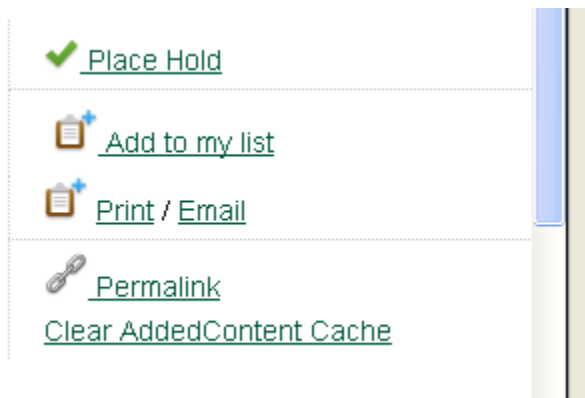 Place Hold
Add to my list
Print / Email
Permalink
Clear AddedContent Cache